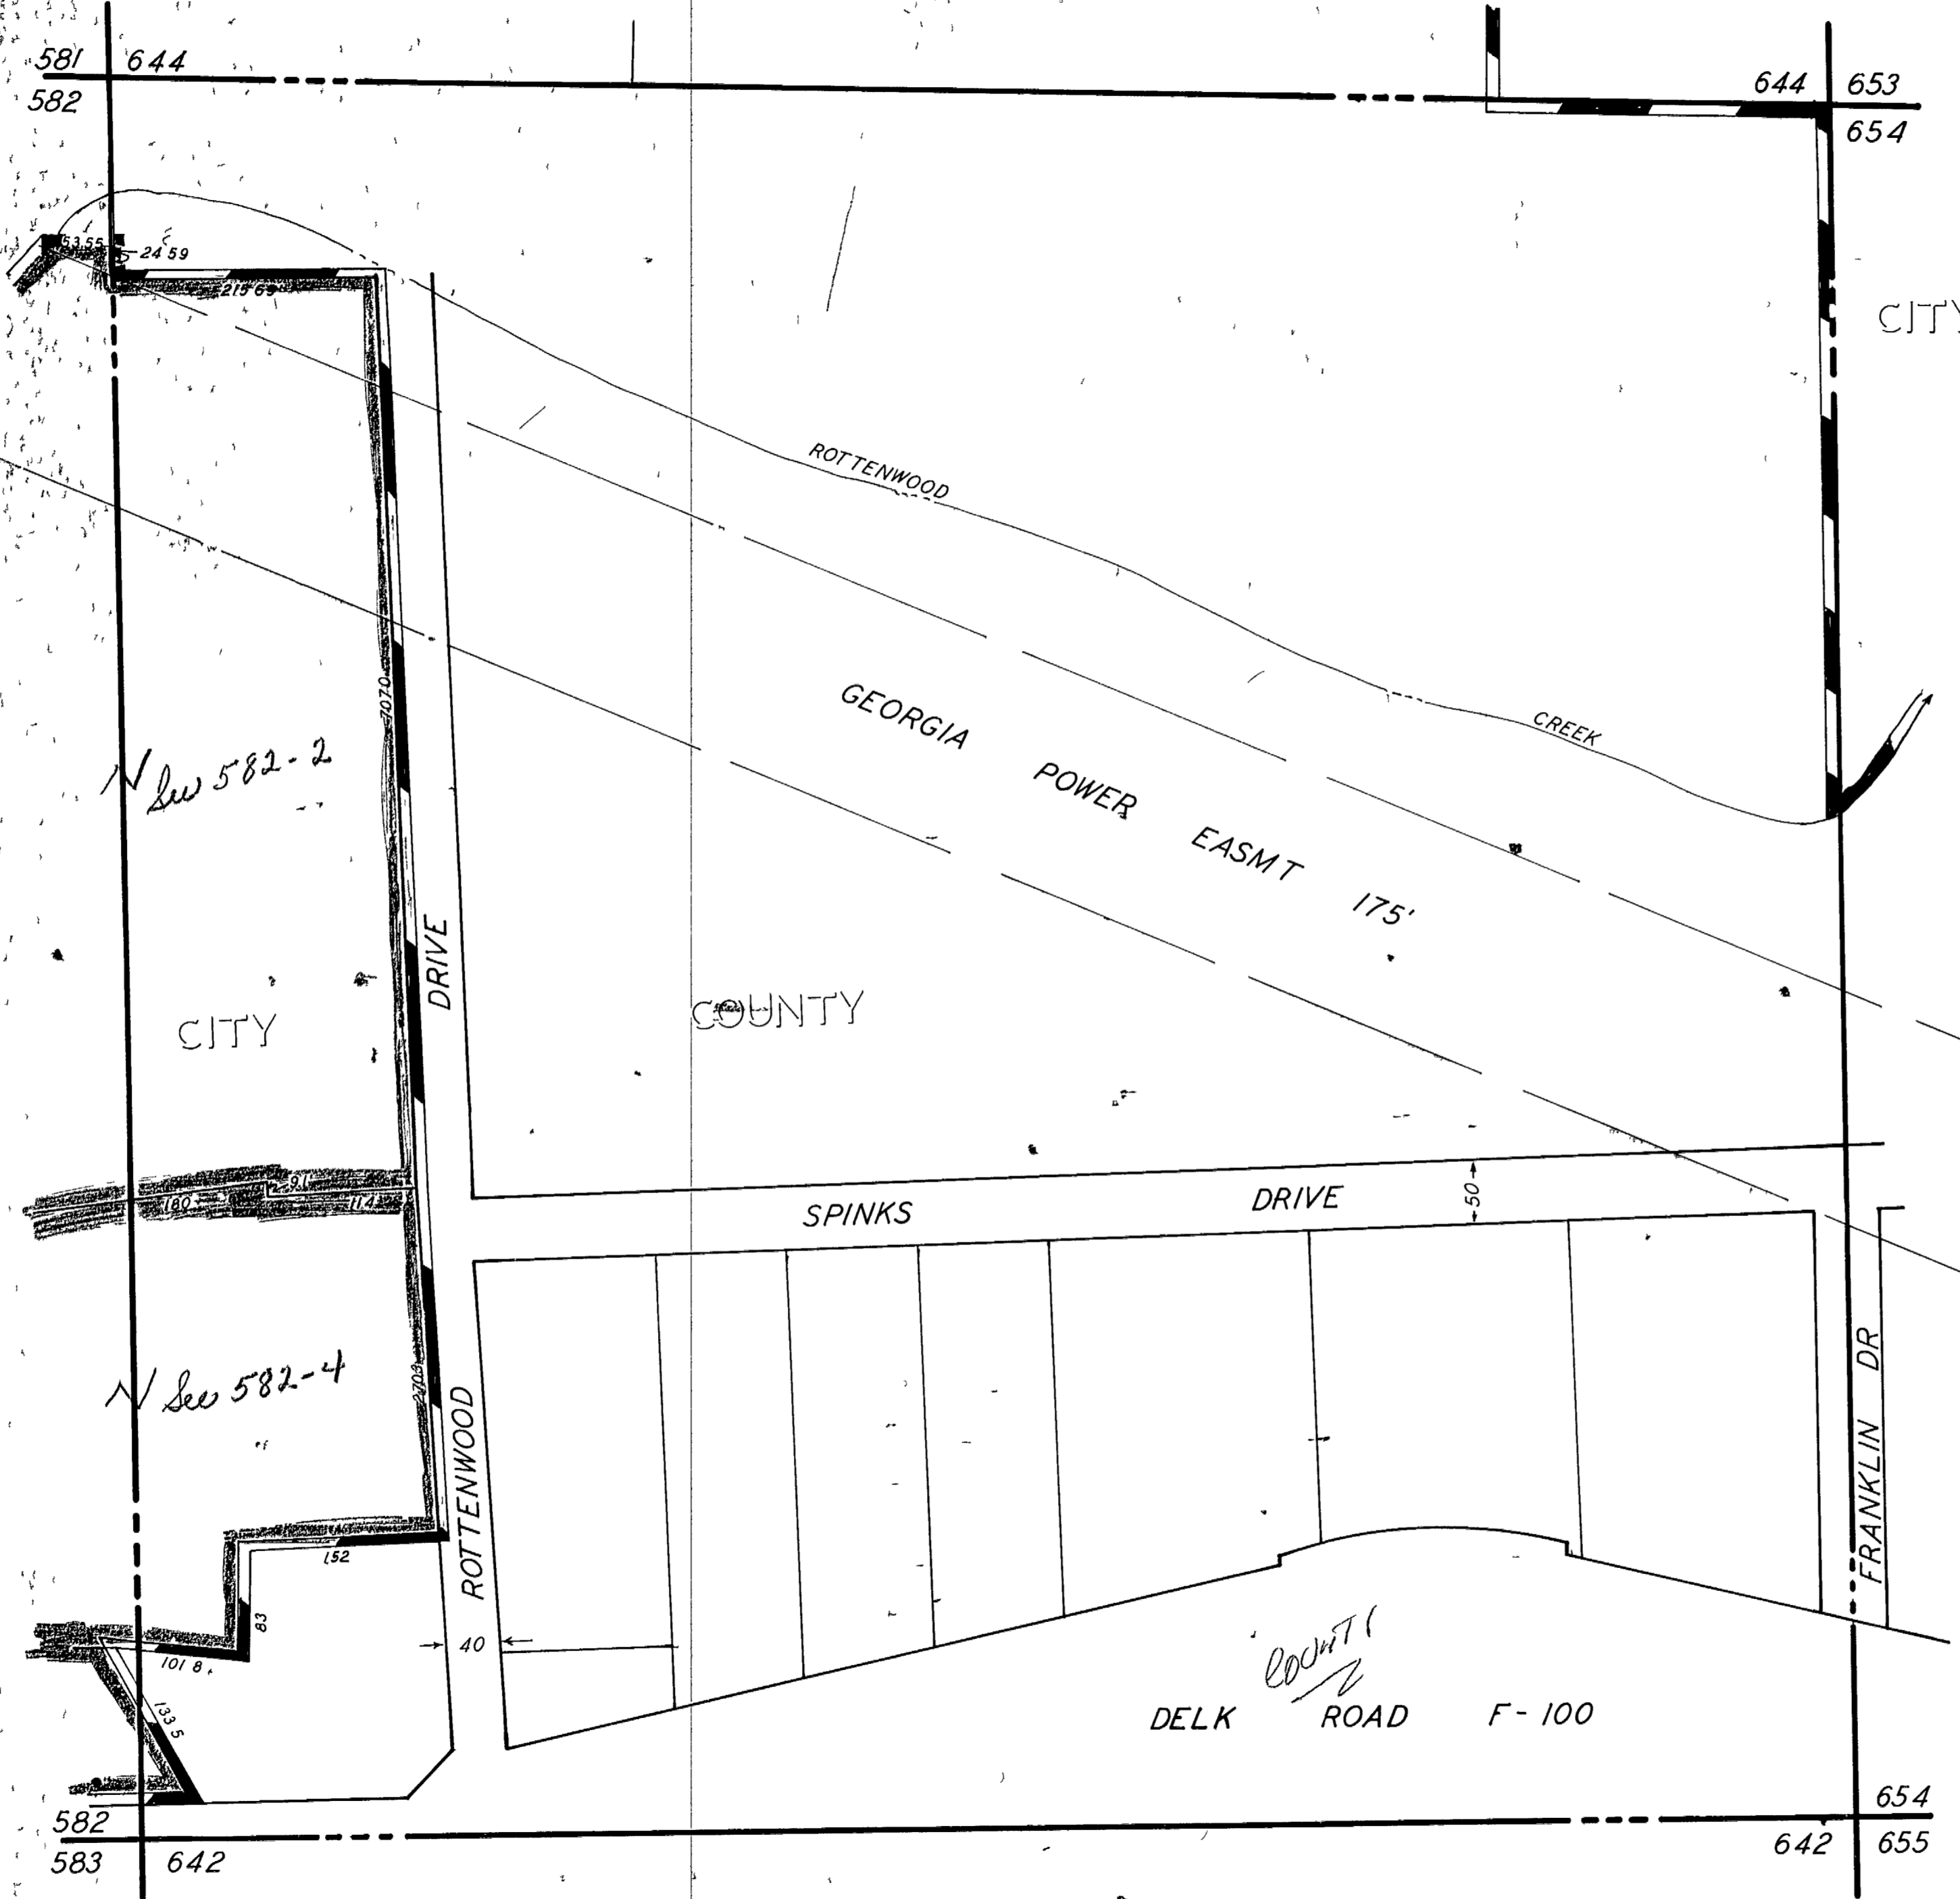 581 644
582
644 653
654
53.55
24 59
215 69
CITY
ROTTENWOOD
CREEK
7070
N See 582-2
GEORGIA POWER EASMT 175'
DRIVE
CITY
COUNTY
180
91
114
SPINKS DRIVE
50
N See 582-4
2703
ROTTENWOOD
FRANKLIN DR
152
83
101 8
133 5
40
COUNTY
DELK ROAD F-100
582
583 642
654
642 655